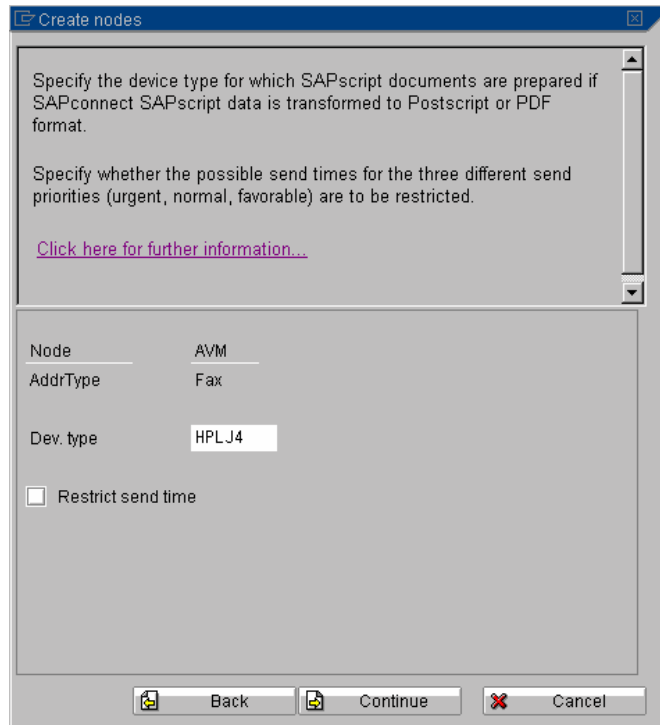 Create nodes
Specify the device type for which SAPscript documents are prepared if
SAPconnect SAPscript data is transformed to Postscript or PDF
format.
Specify whether the possible send times for the three different send
priorities (urgent, normal, favorable) are to be restricted.
Click here for further information...
Node AVM
AddrType Fax
Dev. type HPLJ4
Restrict send time
Back Continue Cancel